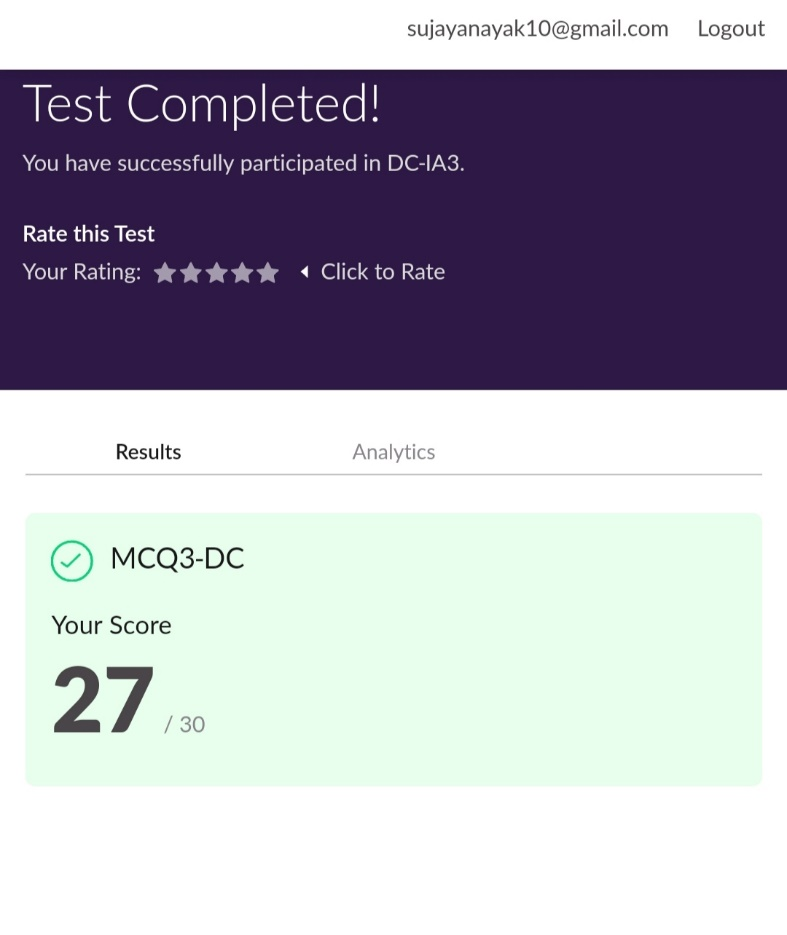 sujayanayak10@gmail.com Logout
Test Completed!
You have successfully participated in DC-IA3.
Rate this Test
Your Rating: Click to Rate
Results Analytics
MCQ3-DC
Your Score
27 / 30